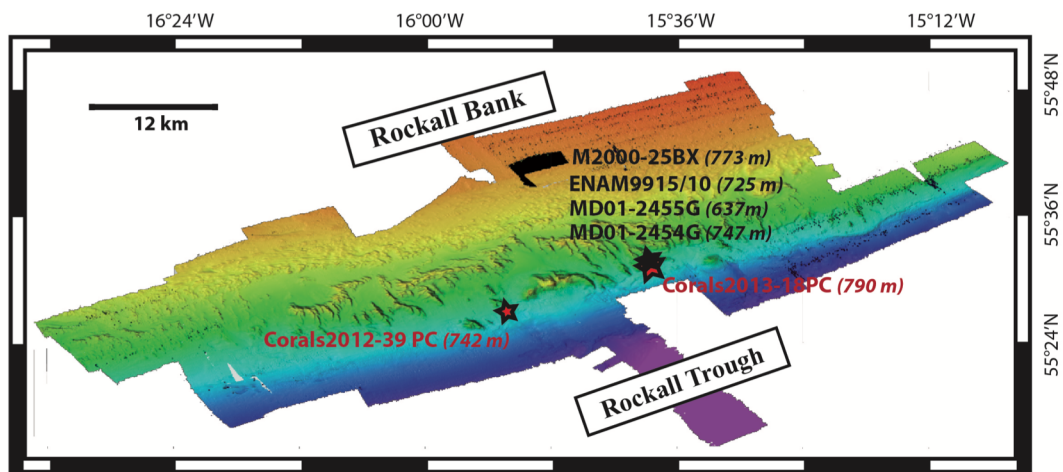 16°24′W 16°00′W 15°36′W 15°12′W
55°48′N
12 km
Rockall Bank
M2000-25BX (773 m)
ENAM9915/10 (725 m)
MD01-2455G (637m)
MD01-2454G (747 m)
55°36′N
Corals2013-18PC (790 m)
Corals2012-39 PC (742 m)
55°24′N
Rockall Trough